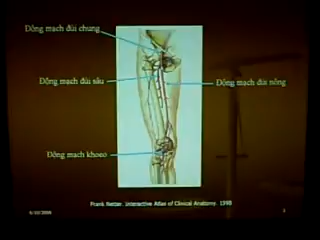 Động mạch đùi chung
Động mạch đùi sâu
Động mạch đùi nông
Động mạch khoeo
Frank Netter. Interactive Atlas of Clinical Anatomy. 1998